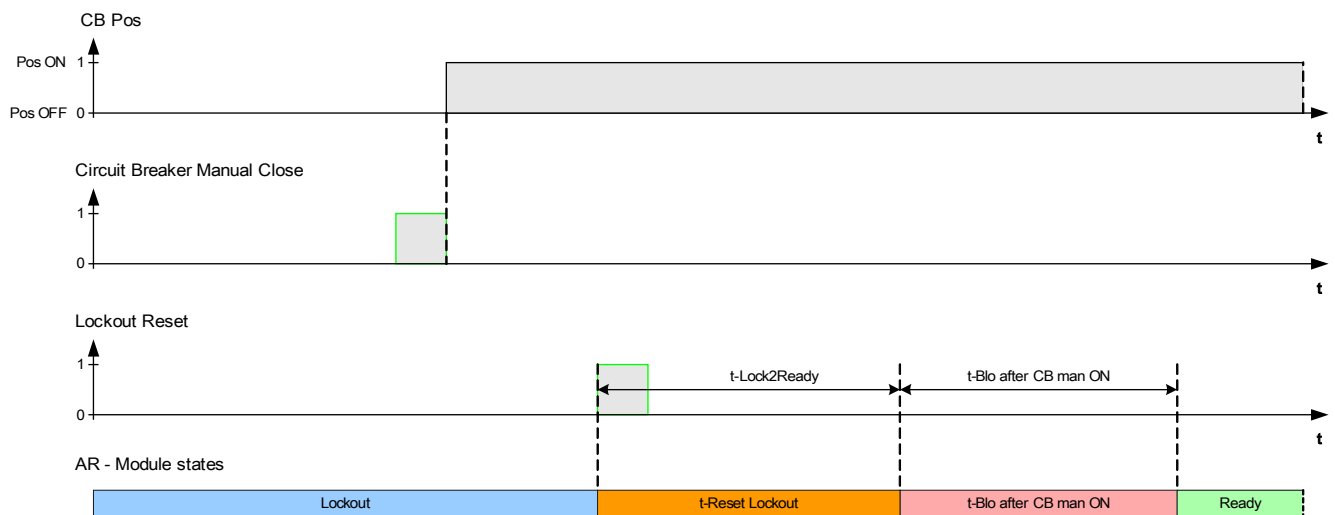 CB Pos
Pos ON 1
Pos OFF 0
t
Circuit Breaker Manual Close
1
0
t
Lockout Reset
1
t-Lock2Ready t-Blo after CB man ON
0
t
AR - Module states
Lockout t-Reset Lockout t-Blo after CB man ON Ready